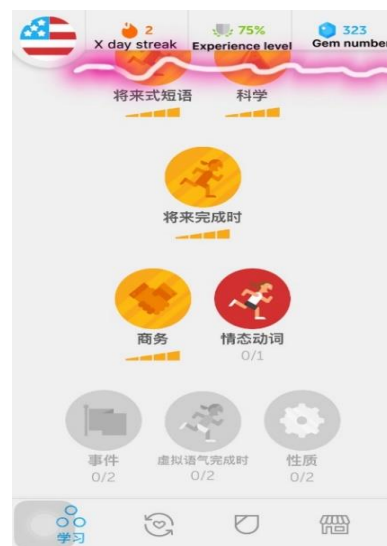 2 75% 323
X day streak Experience level Gem number
将来式短语 科学
将来完成时
商务 情态动词
0/1
事件 虚拟语气完成时 性质
0/2 0/2 0/2
学习